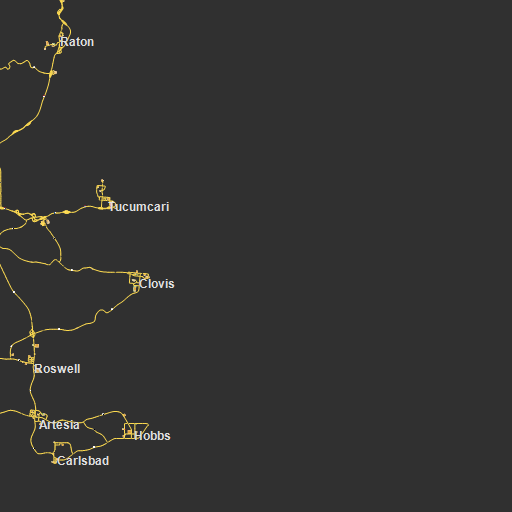 Raton
Tucumcari
Clovis
Roswell
Artesia
Hobbs
Carlsbad